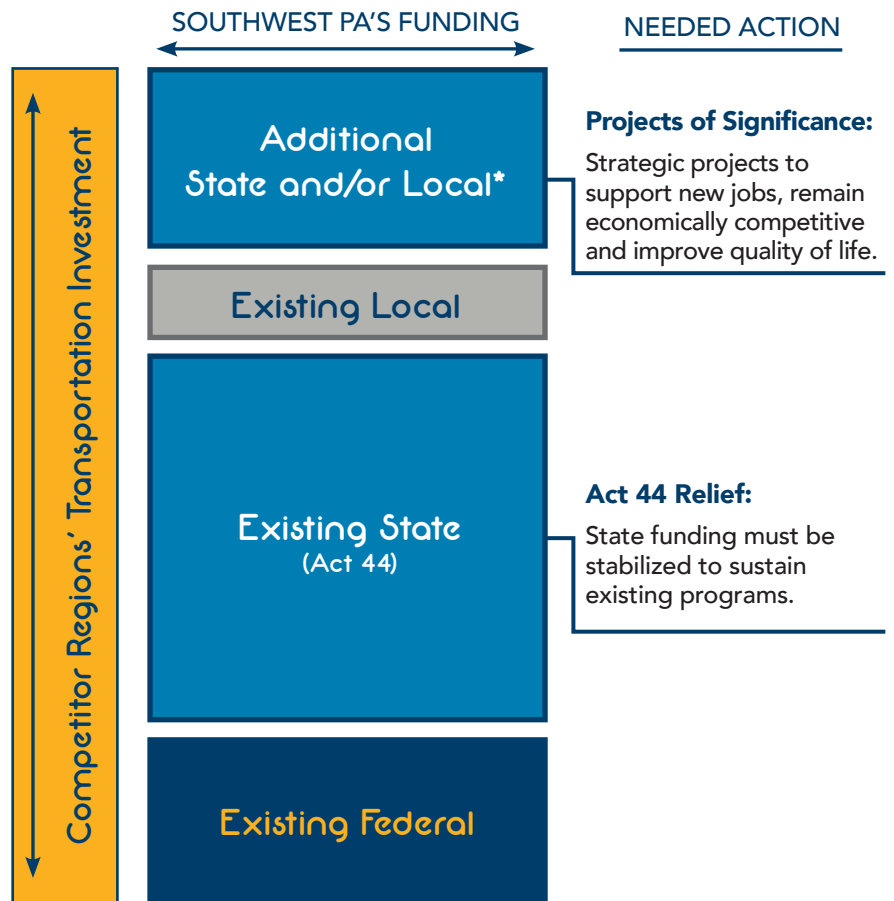 SOUTHWEST PA'S FUNDING
NEEDED ACTION
Competitor Regions' Transportation Investment
Additional
State and/or Local*
Projects of Significance:
Strategic projects to
support new jobs, remain
economically competitive
and improve quality of life.
Existing Local
Existing State
(Act 44)
Act 44 Relief:
State funding must be
stabilized to sustain
existing programs.
Existing Federal